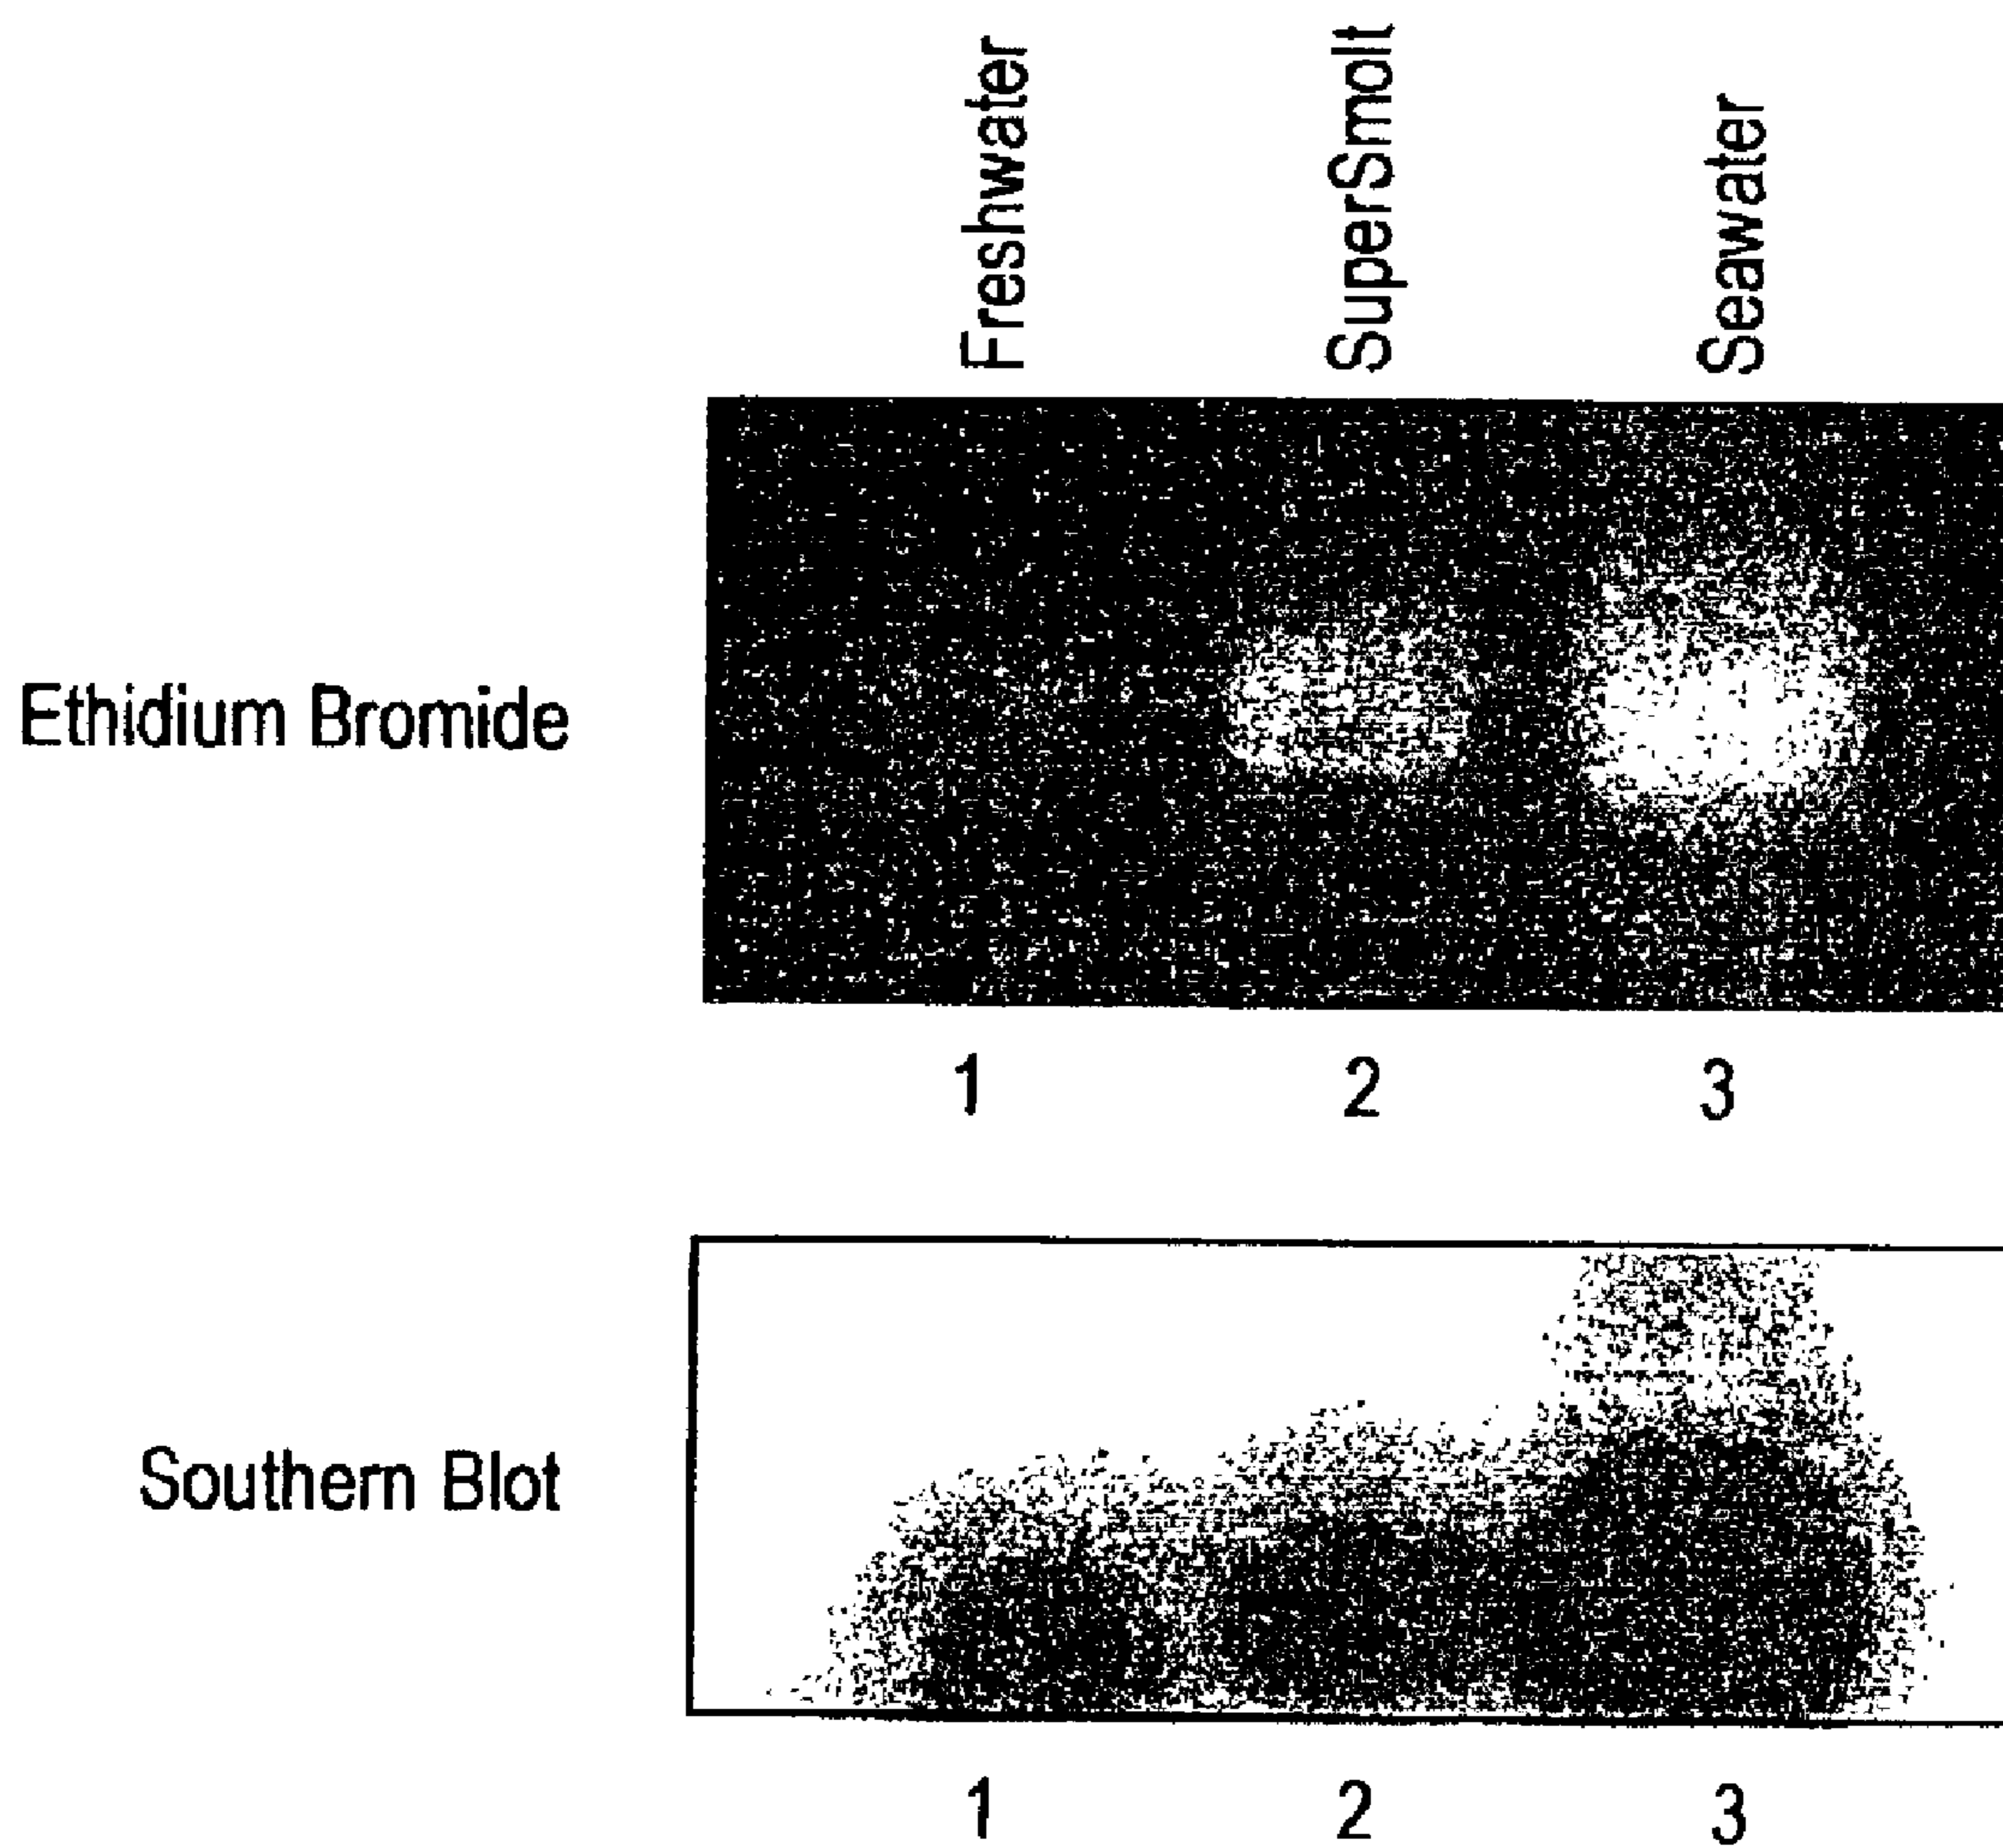 Freshwater
SuperSmolt
Seawater
Ethidium Bromide
1 2 3
Southern Blot
1 2 3